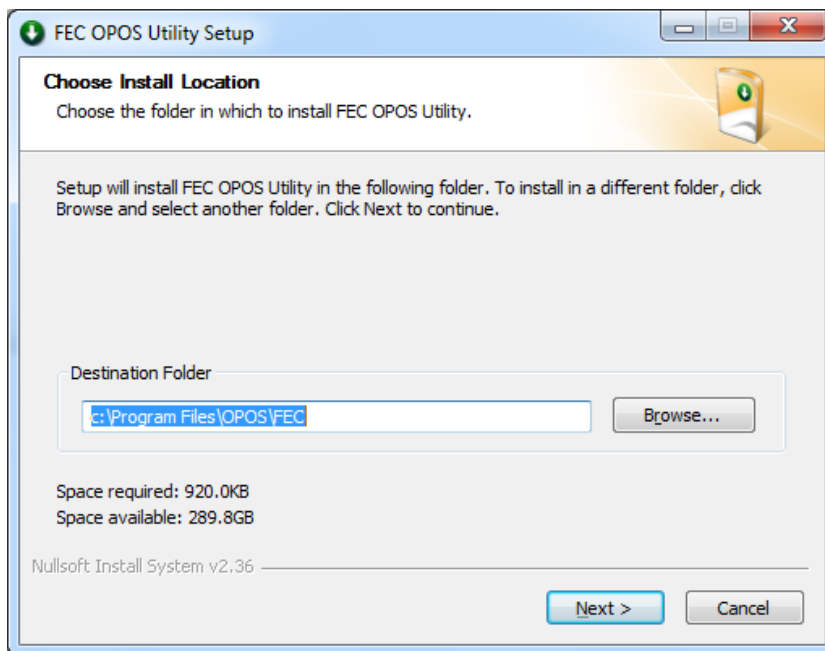 FEC OPOS Utility Setup
Choose Install Location
Choose the folder in which to install FEC OPOS Utility.
Setup will install FEC OPOS Utility in the following folder. To install in a different folder, click
Browse and select another folder. Click Next to continue.
Destination Folder
c:\Program Files\OPOS\FEC
Browse...
Space required: 920.0KB
Space available: 289.8GB
Nullsoft Install System v2.36
Next >
Cancel